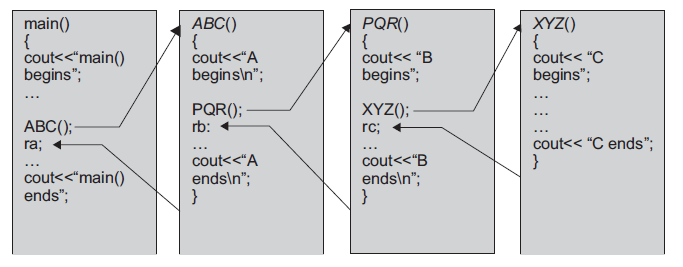 main()
{
cout<<“main()
begins”;
…
ABC();
ra;
…
cout<<“main()
ends”;
ABC()
{
cout<<“A
begins\n”;
PQR();
rb:
…
cout<<“A
ends\n”;
}
PQR()
{
cout<< “B
begins”;
XYZ();
rc;
…
cout<<“B
ends\n”;
}
XYZ()
{
cout<< “C
begins”;
…
…
…
cout<< “C ends”;
}